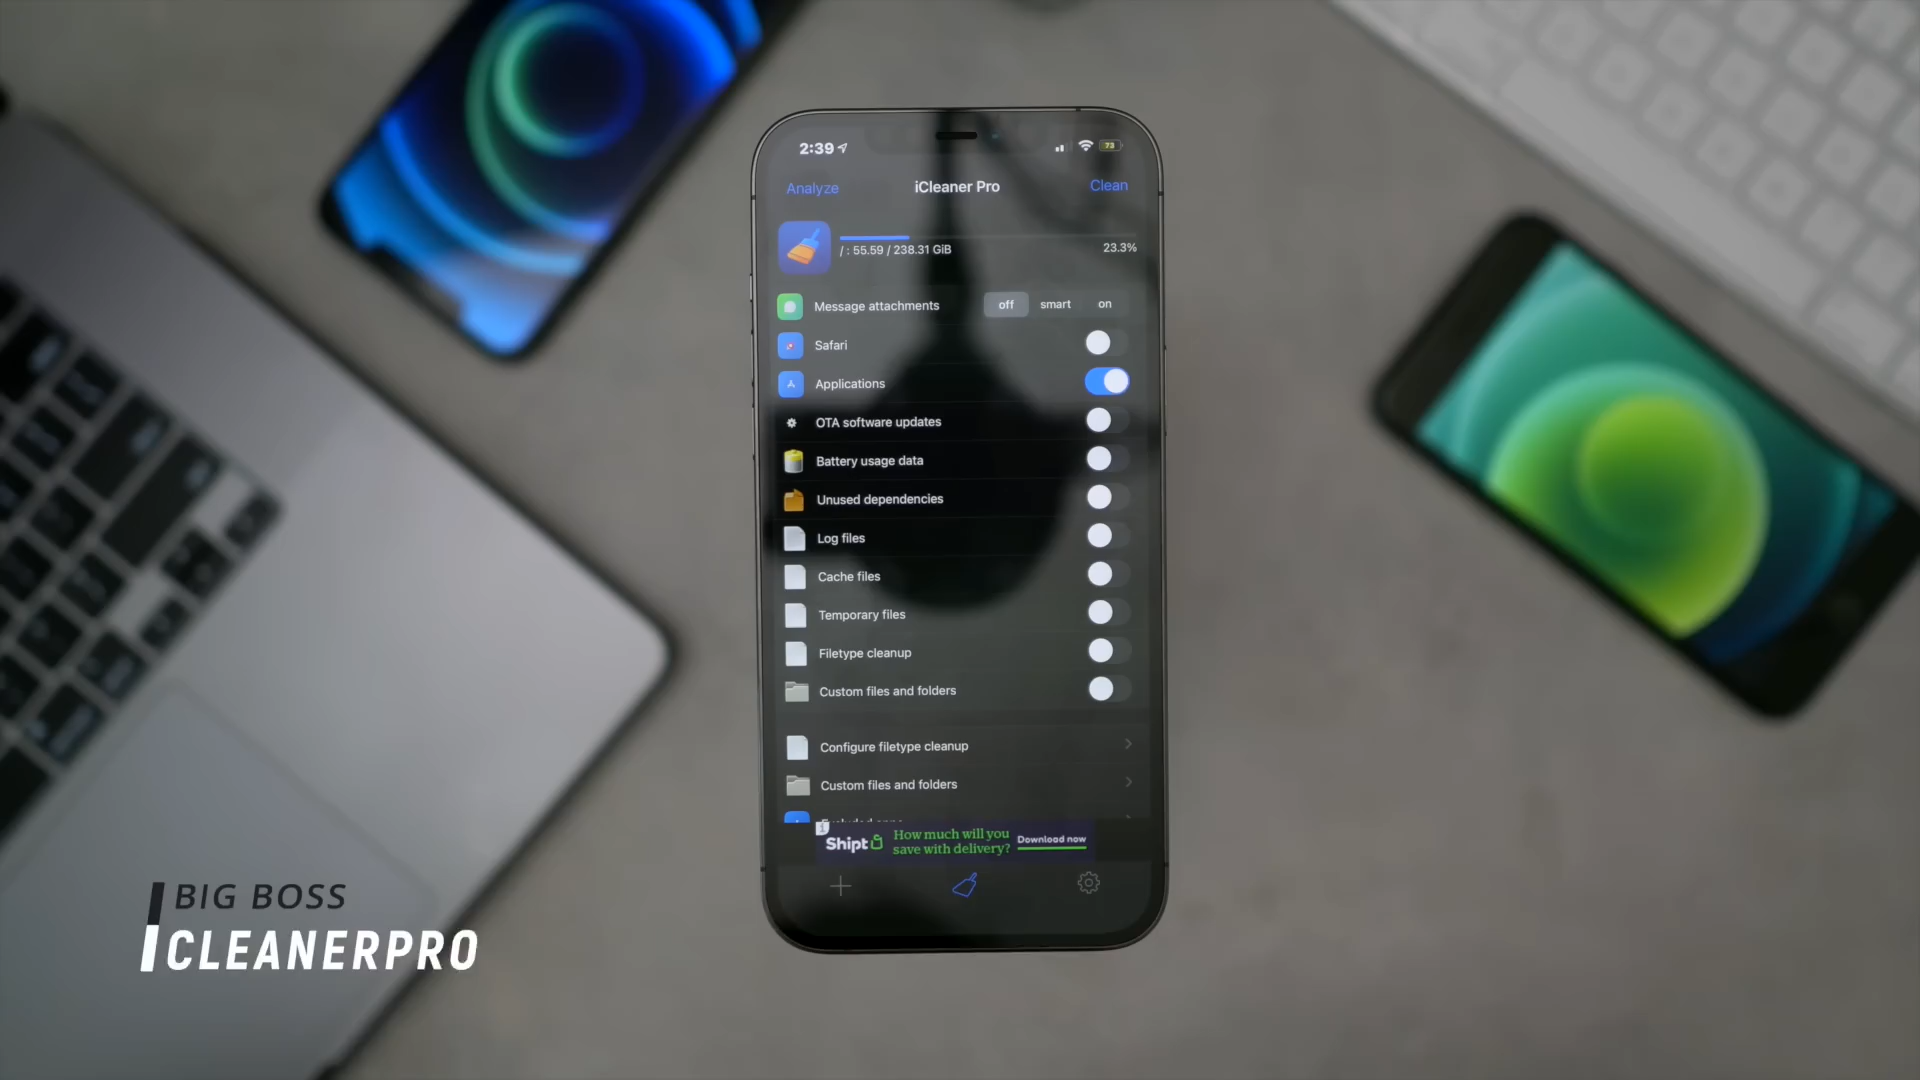 2:39
73
Analyze
iCleaner Pro
Clean
/ : 55.59 / 238.31 GiB
23.3%
Message attachments
off
smart
on
Safari
Applications
OTA software updates
Battery usage data
Unused dependencies
Log files
Cache files
Temporary files
Filetype cleanup
Custom files and folders
Configure filetype cleanup
Custom files and folders
Shipt
How much will you
save with delivery?
Download now
BIG BOSS
ICLEANERPRO